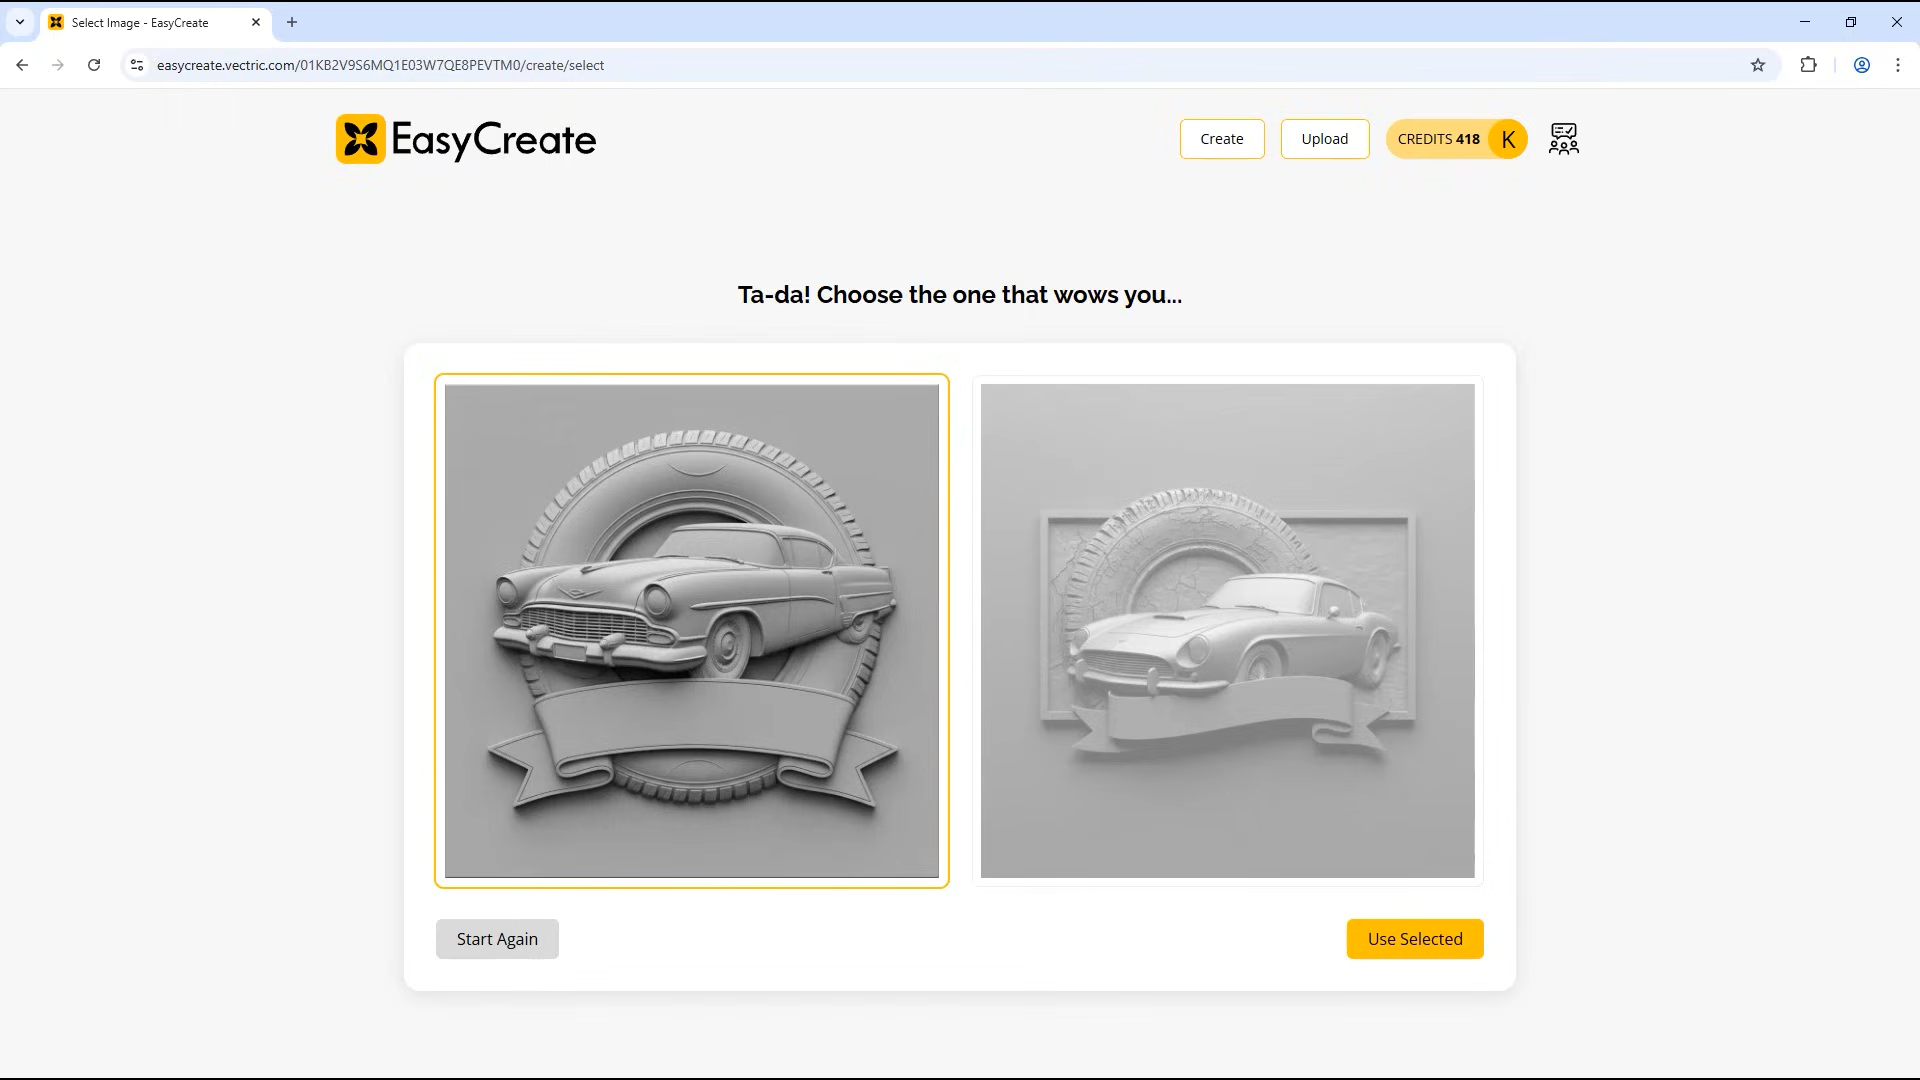 Select Image - EasyCreate
easycreate.vectric.com/01KB2V9S6MQ1E03W7QE8PEVTM0/create/select
EasyCreate
Create
Upload
CREDITS 418
K
Ta-da! Choose the one that wows you...
Start Again
Use Selected